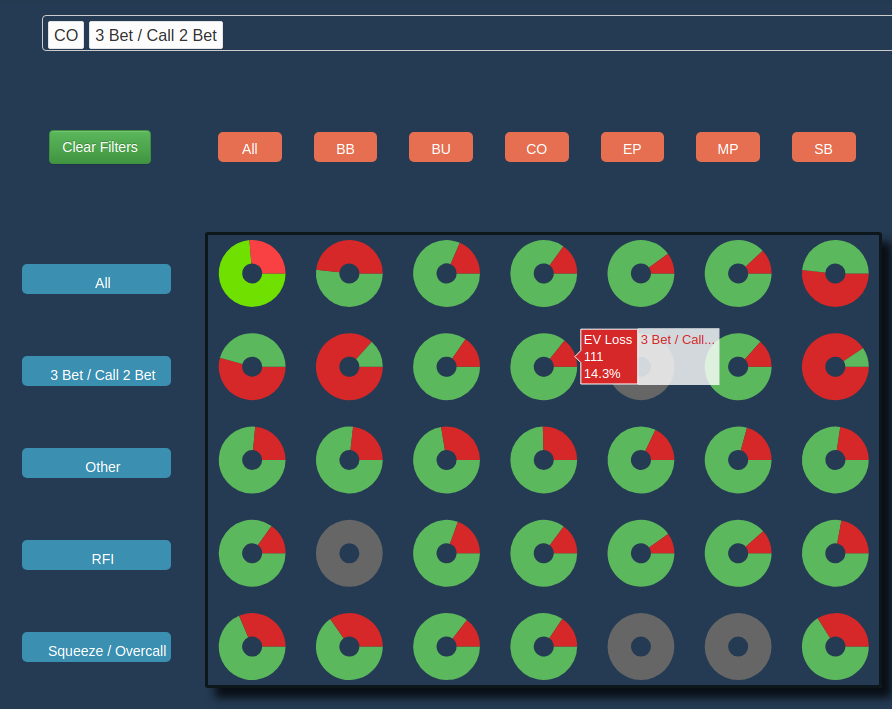 CO 3 Bet / Call 2 Bet
Clear Filters All BB BU CO EP MP SB
All
3 Bet / Call 2 Bet
EV Loss 3 Bet / Call...
111
14.3%
Other
RFI
Squeeze / Overcall